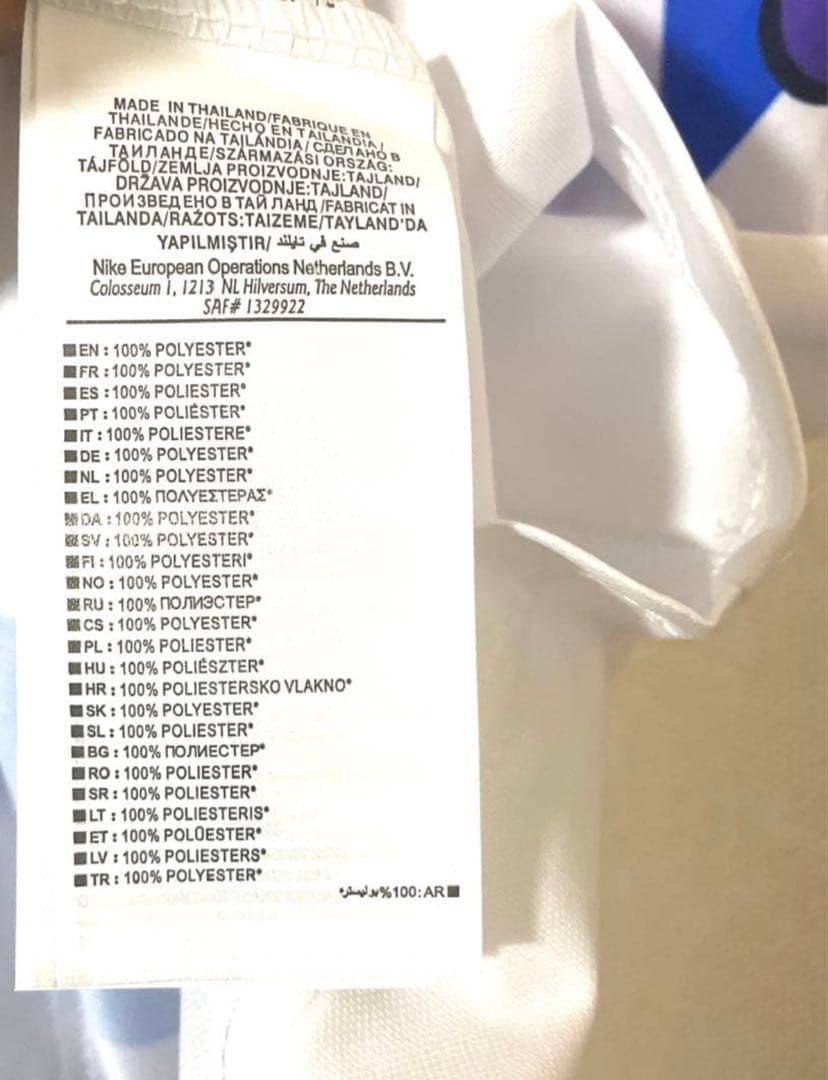 MADE IN THAILAND/FABRIQUE EN
THAILANDE/HECHO EN TAILANDIA/
FABRICADO NA TAILÂNDIA/СДЕЛАНО В
ТАИЛАНДЕ/SZÁRMAZÁSI ORSZÁG:
TÁJFÖLD/ZEMLJA PROIZVODNJE:TAJLAND/
DRŽAVA PROIZVODNJE:TAJLAND/
ПРОИЗВЕДЕНО В ТАЙЛАНД/FABRICAT IN
TAILANDA/RAŽOTS:TAIZEME/TAYLAND'DA
YAPILMIŞTIR/ صنع في تايلند
Nike European Operations Netherlands B.V.
Colosseum 1, 1213 NL Hilversum, The Netherlands
SAF# 1329922
EN : 100% POLYESTER*
FR : 100% POLYESTER*
ES : 100% POLIESTER*
PT : 100% POLIÉSTER*
IT : 100% POLIESTERE*
DE : 100% POLYESTER*
NL : 100% POLYESTER*
EL : 100% ΠΟΛΥΕΣΤΕΡΑΣ*
DA : 100% POLYESTER*
SV : 100% POLYESTER*
FI : 100% POLYESTERI*
NO : 100% POLYESTER*
RU : 100% ПОЛИЭСТЕР*
CS : 100% POLYESTER*
PL : 100% POLIESTER*
HU : 100% POLIÉSZTER*
HR : 100% POLIESTERSKO VLAKNO*
SK : 100% POLYESTER*
SL : 100% POLIESTER*
BG : 100% ПОЛИЕСТЕР*
RO : 100% POLIESTER*
SR : 100% POLIESTER*
LT : 100% POLIESTERIS*
ET : 100% POLÜESTER*
LV : 100% POLIESTERS*
TR : 100% POLYESTER*
AR :100% بوليستر*